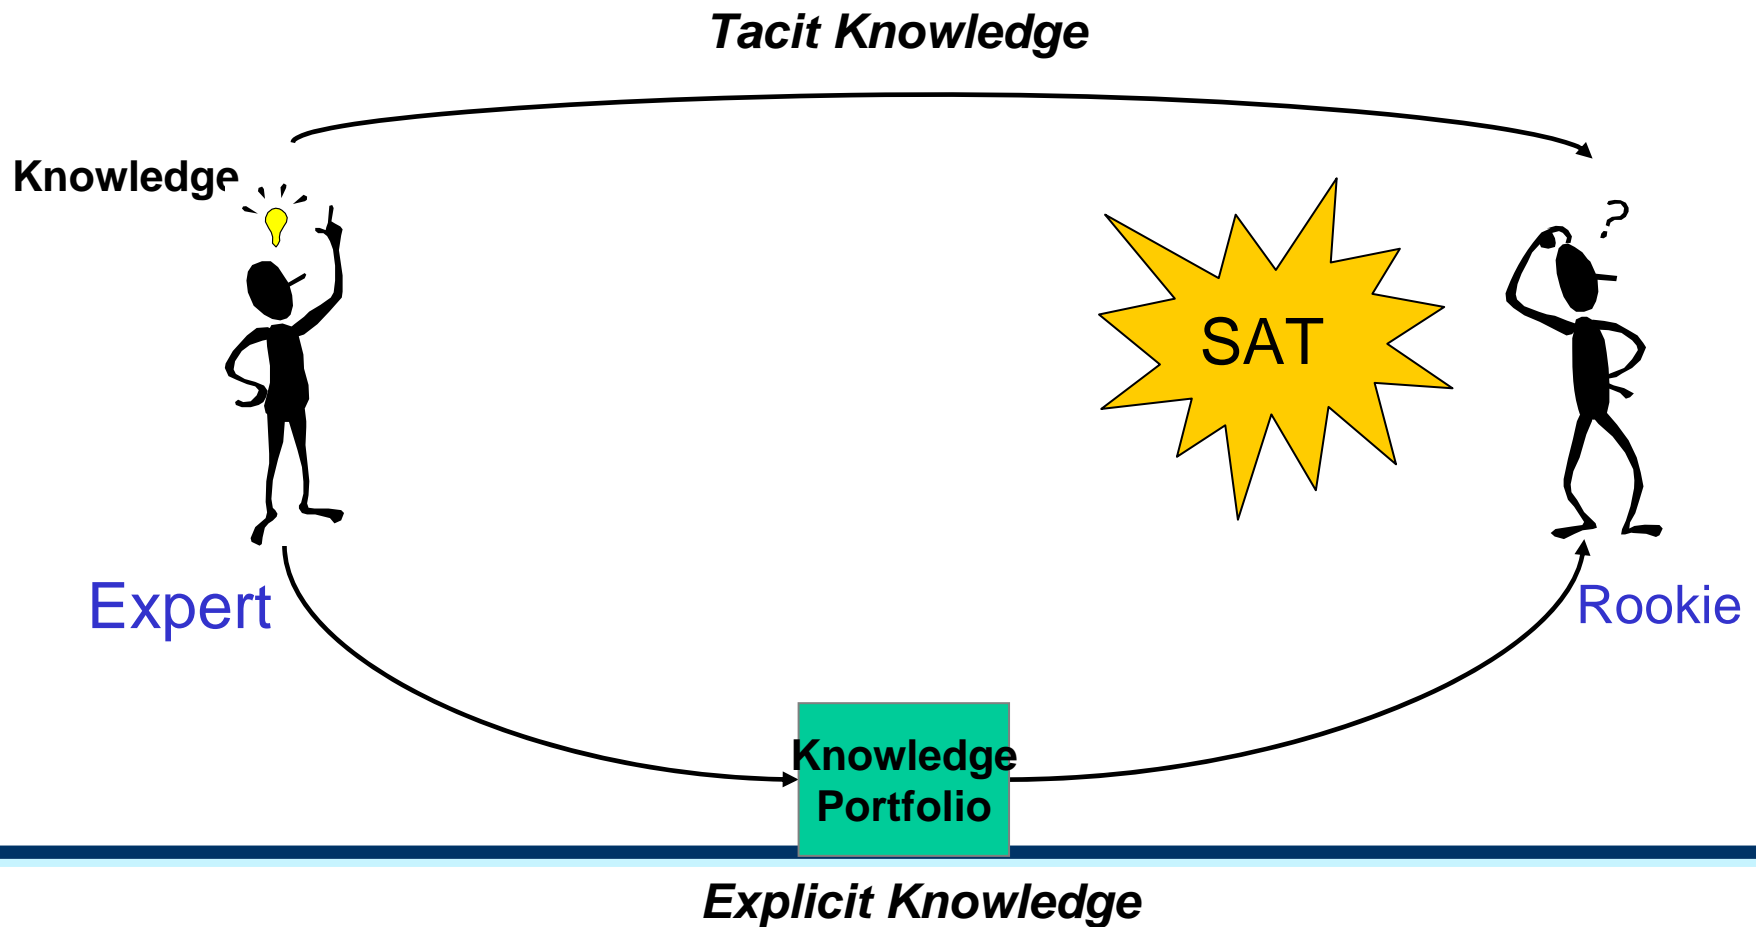 Tacit Knowledge
Knowledge
?
SAT
Expert
Rookie
Knowledge
Portfolio
Explicit Knowledge